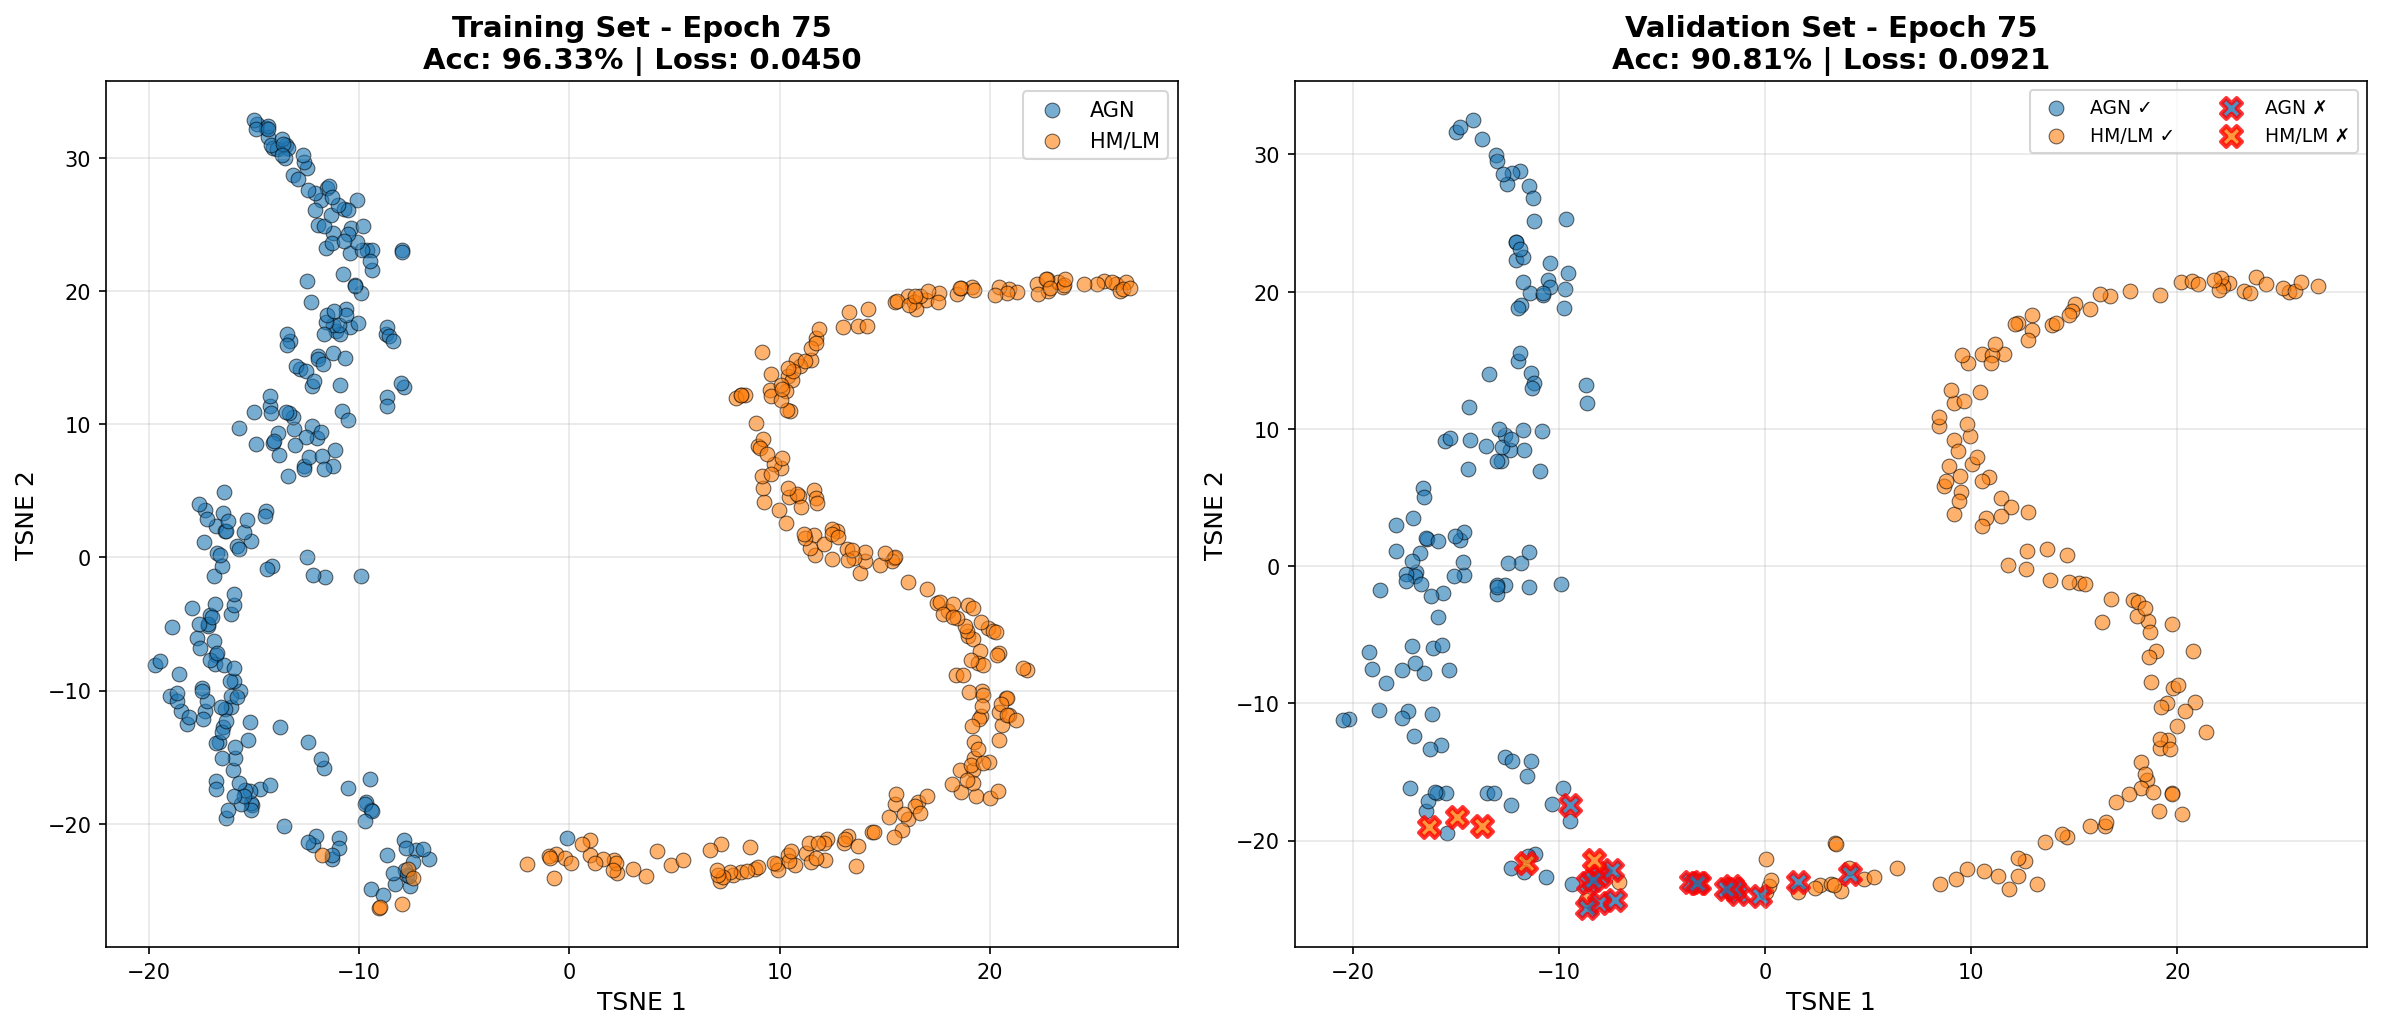 Training Set - Epoch 75
Acc: 96.33% | Loss: 0.0450
AGN
HM/LM
30
20
10
0
−10
−20
TSNE 2
−20
−10
0
10
20
TSNE 1
Validation Set - Epoch 75
Acc: 90.81% | Loss: 0.0921
AGN ✓
AGN ✗
HM/LM ✓
HM/LM ✗
30
20
10
0
−10
−20
TSNE 2
−20
−10
0
10
20
TSNE 1